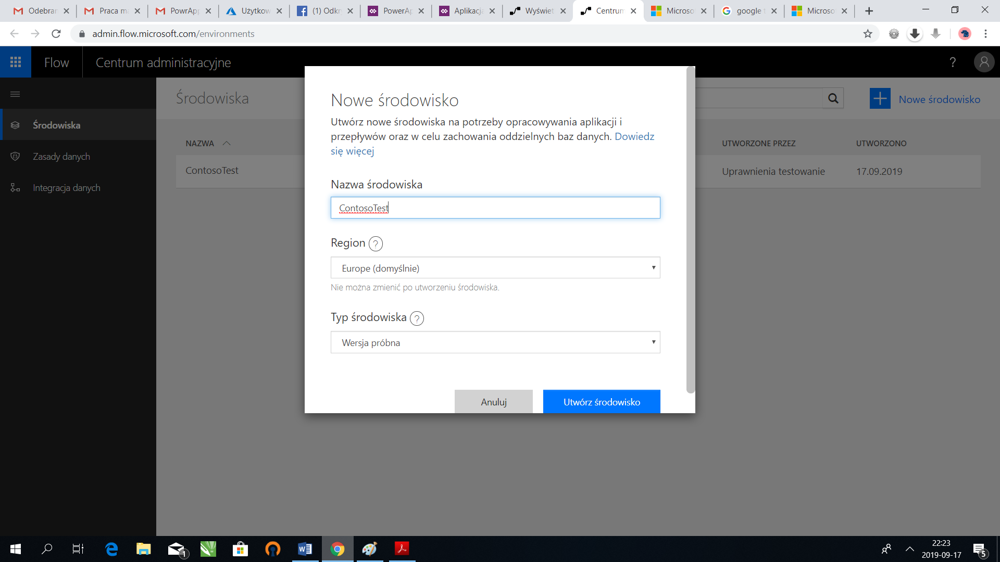 Odebran
Praca ma
PowrApp
Użytkow
(1) Odkr
PowerAp
Aplikacja
Wyświet
Centrum
Microso
google t
Microso
admin.flow.microsoft.com/environments
Flow
Centrum administracyjne
?
Środowiska
Nowe środowisko
Środowiska
Zasady danych
Integracja danych
NAZWA
UTWORZONE PRZEZ
UTWORZONO
ContosoTest
Uprawnienia testowanie
17.09.2019
Nowe środowisko
Utwórz nowe środowiska na potrzeby opracowywania aplikacji i
przepływów oraz w celu zachowania oddzielnych baz danych. Dowiedz
się więcej
Nazwa środowiska
ContosoTest
Region ?
Europe (domyślnie)
Nie można zmienić po utworzeniu środowiska.
Typ środowiska ?
Wersja próbna
Anuluj
Utwórz środowisko
1
22:23
2019-09-17
5